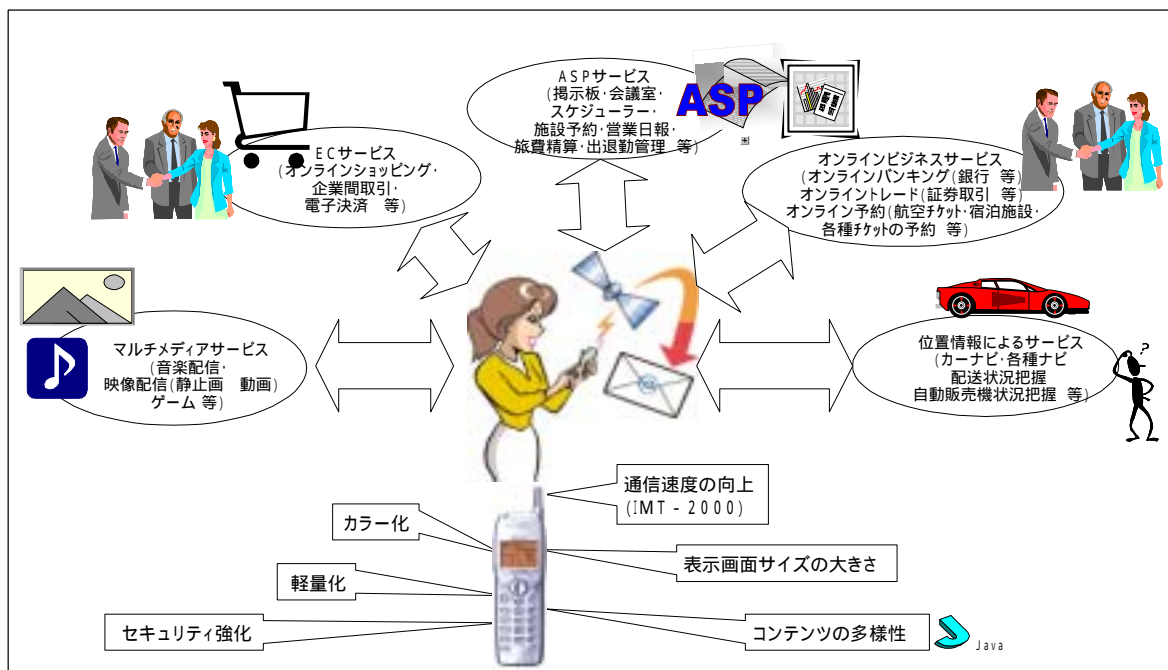 ASPサービス
(掲示板･会議室･
スケジューラー･
施設予約･営業日報･
旅費精算･出退勤管理 等)
ASP
ECサービス
(オンラインショッピング･
企業間取引･
電子決済 等)
オンラインビジネスサービス
(オンラインバンキング(銀行 等)
オンライントレード(証券取引 等)
オンライン予約(航空ﾁｹｯﾄ･宿泊施設･
各種ﾁｹｯﾄの予約 等)
マルチメディアサービス
(音楽配信･
映像配信(静止画 動画)
ゲーム 等)
位置情報によるサービス
(カーナビ･各種ナビ
配送状況把握
自動販売機状況把握 等)
?
通信速度の向上
(IMT-2000)
カラー化
表示画面サイズの大きさ
軽量化
セキュリティ強化
コンテンツの多様性
Java